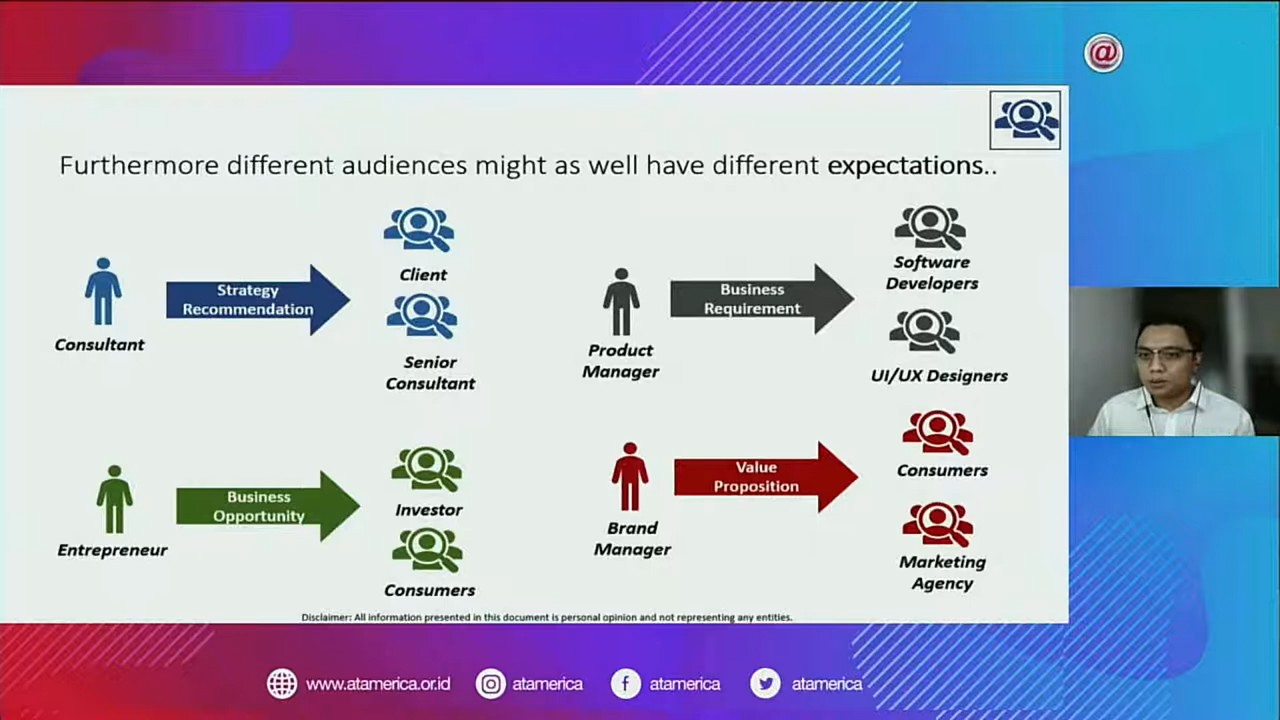 @
Furthermore different audiences might as well have different expectations..
Consultant
Strategy
Recommendation
Client
Senior
Consultant
Product
Manager
Business
Requirement
Software
Developers
UI/UX Designers
Entrepreneur
Business
Opportunity
Investor
Consumers
Brand
Manager
Value
Proposition
Consumers
Marketing
Agency
Disclaimer: All information presented in this document is personal opinion and not representing any entities.
www.atamerica.or.id
atamerica
f
atamerica
atamerica